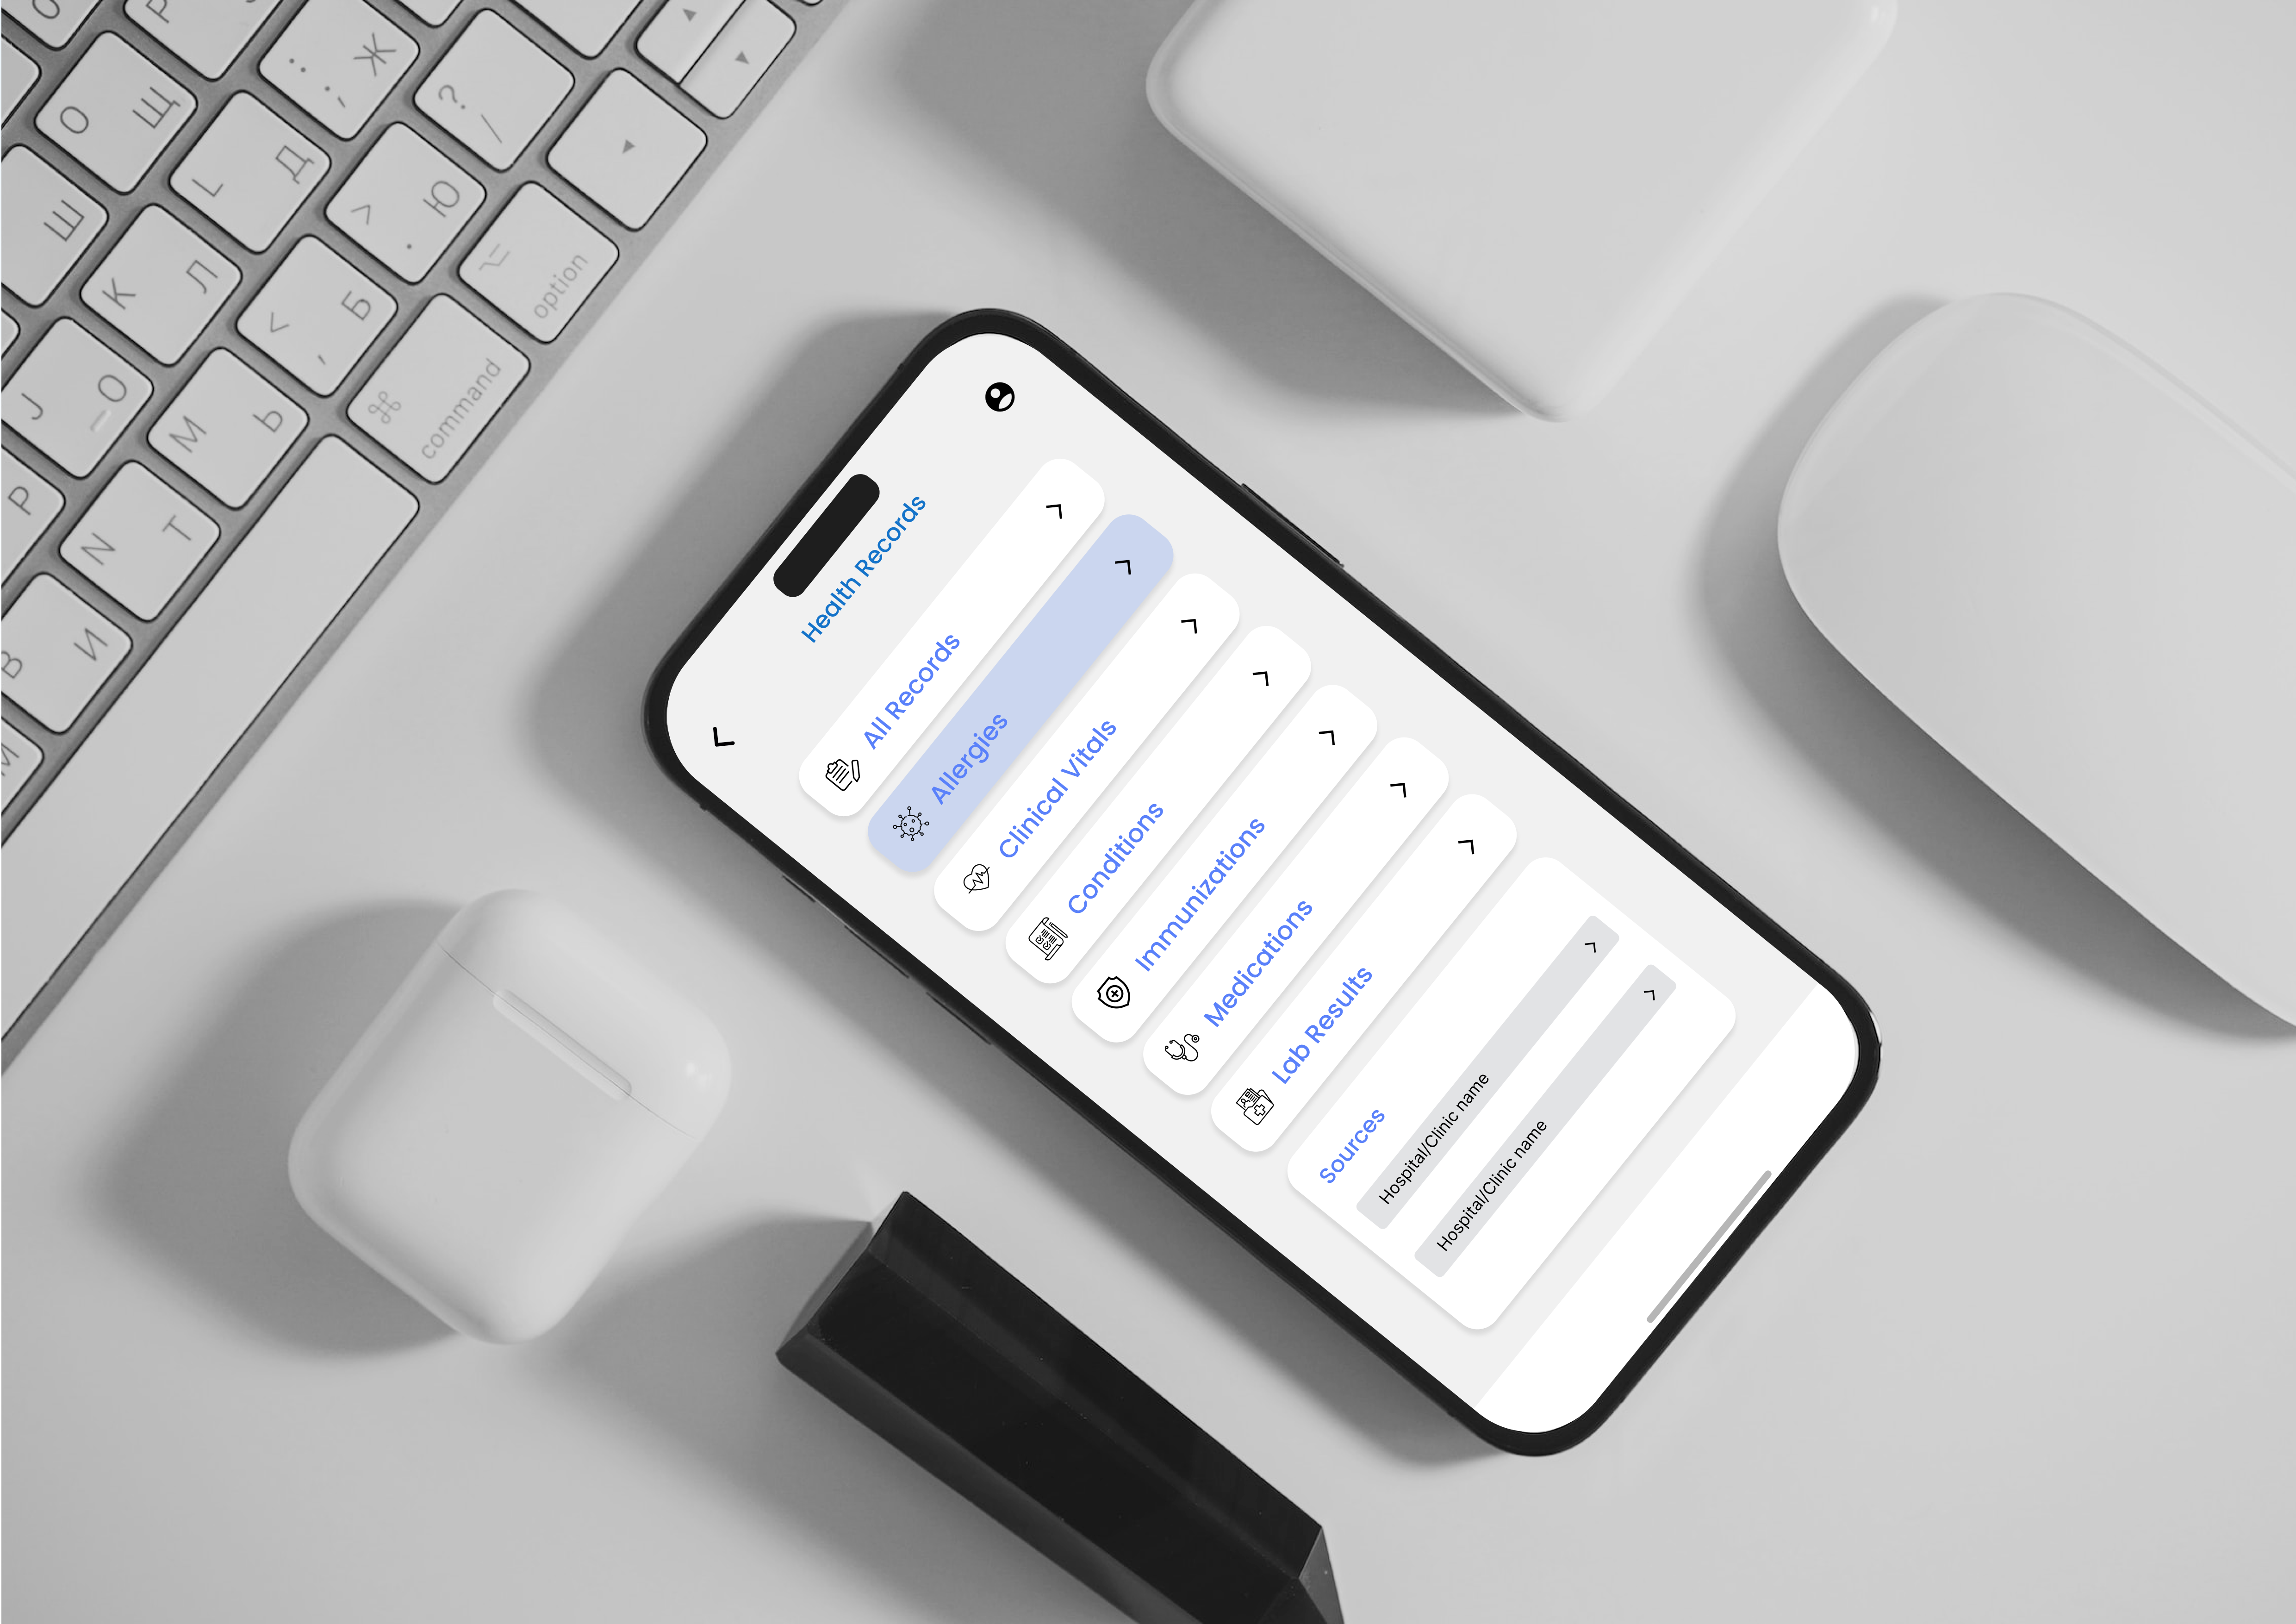 Health Records
All Records
Allergies
Clinical Vitals
Conditions
Immunizations
Medications
Lab Results
Sources
Hospital/Clinic name
Hospital/Clinic name
O Щ
: ; Ж
? /
Ш
L Д
> . Ю
option
K Л
< , Б
command
J О
M Ь
P
N Т
B И
M